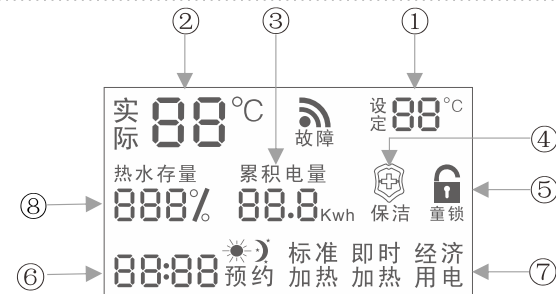 ② ③ ①
实际 88°C 故障 设定 88°C
④
热水存量 累积电量
⑧ 888% 88.8Kwh 保洁 童锁 ⑤
⑥ 88:88 预约 标准加热 即时加热 经济用电 ⑦